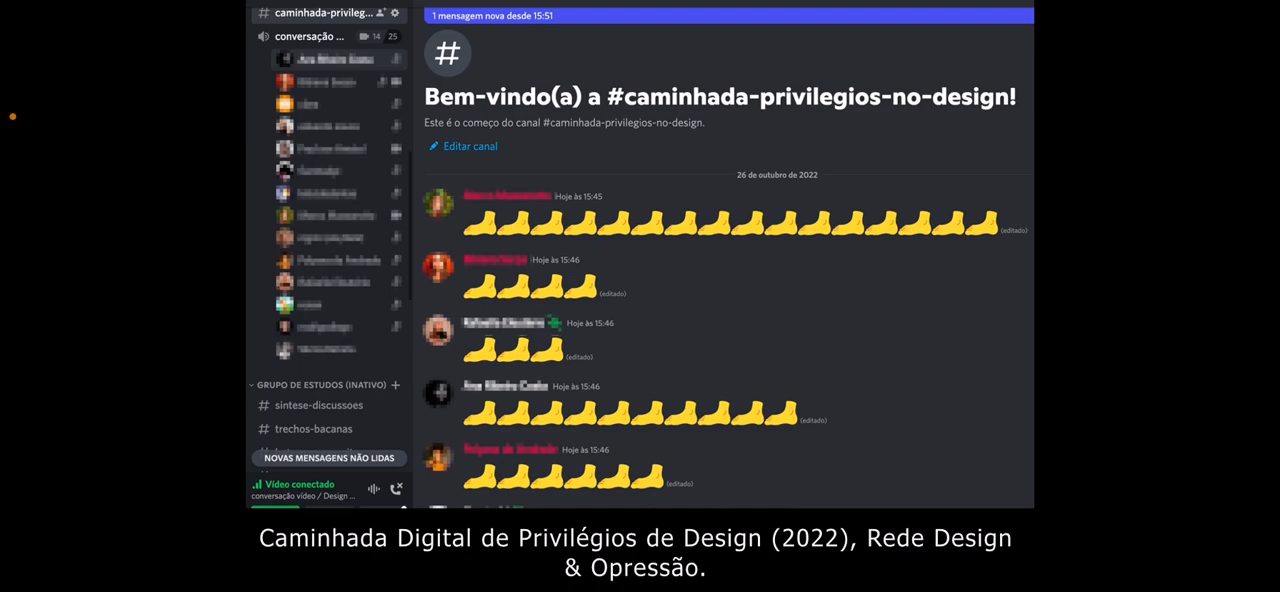 # caminhada-privileg...
conversação ... 14 25
GRUPO DE ESTUDOS (INATIVO) +
# sintese-discussoes
# trechos-bacanas
NOVAS MENSAGENS NÃO LIDAS
Vídeo conectado
conversação vídeo / Design ...
1 mensagem nova desde 15:51
#
Bem-vindo(a) a #caminhada-privilegios-no-design!
Este é o começo do canal #caminhada-privilegios-no-design.
Editar canal
26 de outubro de 2022
Hoje às 15:45
(editado)
Hoje às 15:46
(editado)
Hoje às 15:46
(editado)
Hoje às 15:46
(editado)
Hoje às 15:46
(editado)
Caminhada Digital de Privilégios de Design (2022), Rede Design
& Opressão.